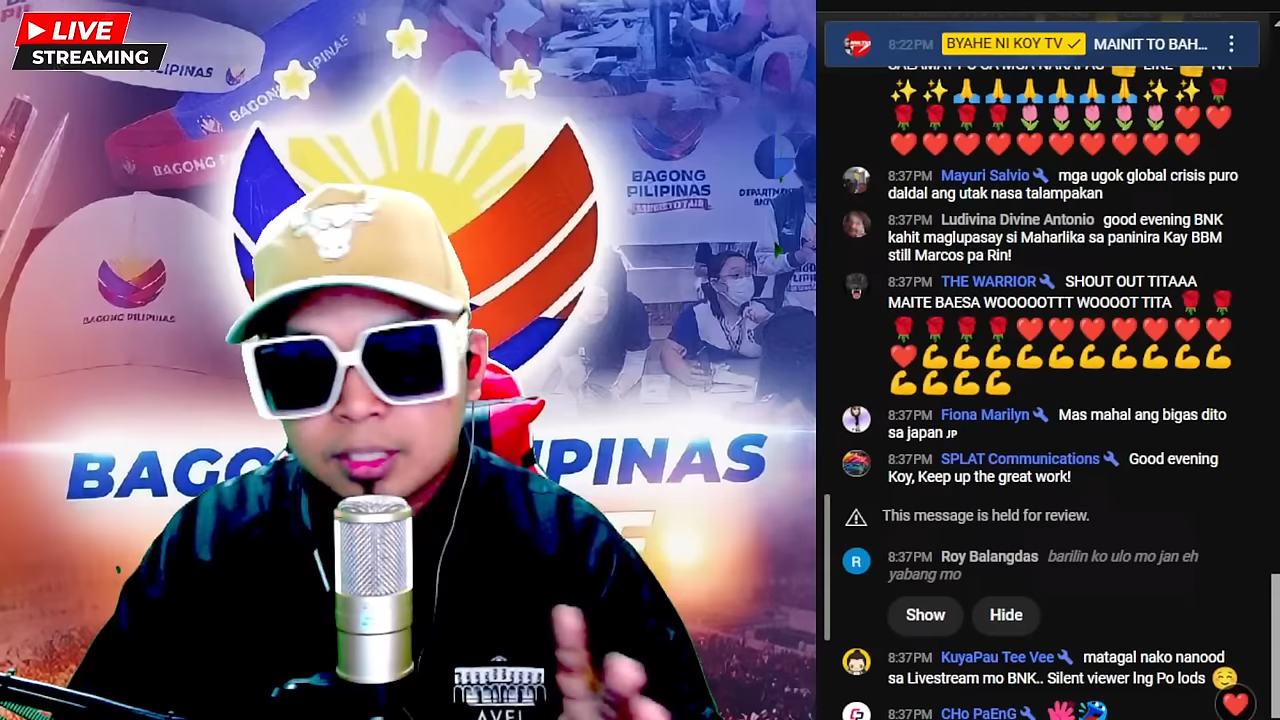 LIVE
STREAMING
PILIPINAS
BAGONG
BAGONG PILIPINAS
BAGONG
PILIPINAS
8:22PM BYAHE NI KOY TV MAINIT TO BAH...
8:37PM Mayuri Salvio mga ugok global crisis puro
daldal ang utak nasa talampakan
8:37PM Ludivina Divine Antonio good evening BNK
kahit maglupasay si Maharlika sa paninira Kay BBM
still Marcos pa Rin!
8:37PM THE WARRIOR SHOUT OUT TITAAA
MAITE BAESA WOOOOOTTT WOOOOT TITA 🌹 🌹
🌹 🌹 🌹 🌹 ❤️ ❤️ ❤️ ❤️ ❤️ ❤️ ❤️
❤️ 💪 💪 💪 💪 💪 💪 💪 💪 💪 💪
💪 💪 💪 💪
8:37PM Fiona Marilyn Mas mahal ang bigas dito
sa japan JP
8:37PM SPLAT Communications Good evening
Koy, Keep up the great work!
This message is held for review.
R 8:37PM Roy Balangdas barilin ko ulo mo jan eh
yabang mo
Show Hide
8:37PM KuyaPau Tee Vee matagal nako nanood
sa Livestream mo BNK.. Silent viewer lng Po lods 😊
8:37PM CHo PaEnG
BAGO IPINAS
AVEL